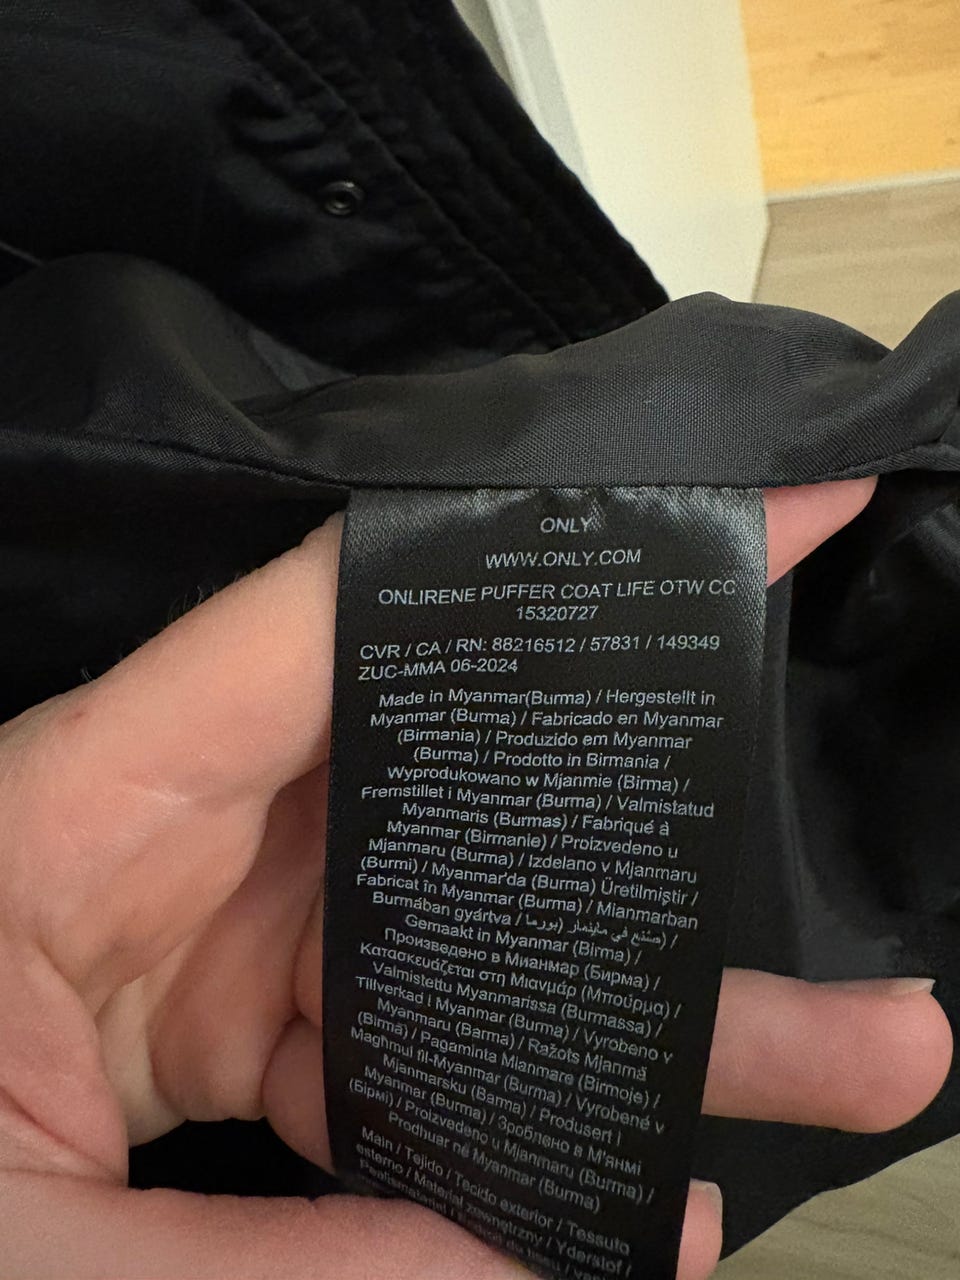 ONLY
WWW.ONLY.COM
ONLIRENE PUFFER COAT LIFE OTW CC
15320727
CVR / CA / RN: 88216512 / 57831 / 149349
ZUC-MMA 06-2024
Made in Myanmar(Burma) / Hergestellt in
Myanmar (Burma) / Fabricado en Myanmar
(Birmania) / Produzido em Myanmar
(Burma) / Prodotto in Birmania /
Wyprodukowano w Mjanmie (Birma) /
Fremstillet i Myanmar (Burma) / Valmistatud
Myanmaris (Burmas) / Fabriqué à
Myanmar (Birmanie) / Proizvedeno u
Mjanmaru (Burma) / Izdelano v Mjanmaru
(Burmi) / Myanmar'da (Burma) Üretilmiştir /
Fabricat în Myanmar (Burma) / Mianmarban
Burmában gyártva / صنع في ماينمار (بورما) /
Gemaakt in Myanmar (Birma) /
Произведено в Мианмар (Бирма) /
Κατασκευάζεται στη Μιανμάρ (Μπούρμα) /
Valmistettu Myanmarissa (Burmassa) /
Tillverkad i Myanmar (Burma) / Vyrobeno v
Myanmaru (Barma) / Ražots Mjanmā
(Birmā) / Pagaminta Mianmare (Birmoje) /
Magħmul fil-Myanmar (Burma) / Vyrobené v
Mjanmarsku (Barma) / Produsert i
Myanmar (Burma) / Зроблено в М'янмі
(Бірмі) / Proizvedeno u Mjanmaru (Burma) /
Prodhuar në Myanmar (Burma)
Main / Tejido / Tecido exterior / Tessuto
esterno / Materiał zewnętrzny / Yderstof /
du tissu